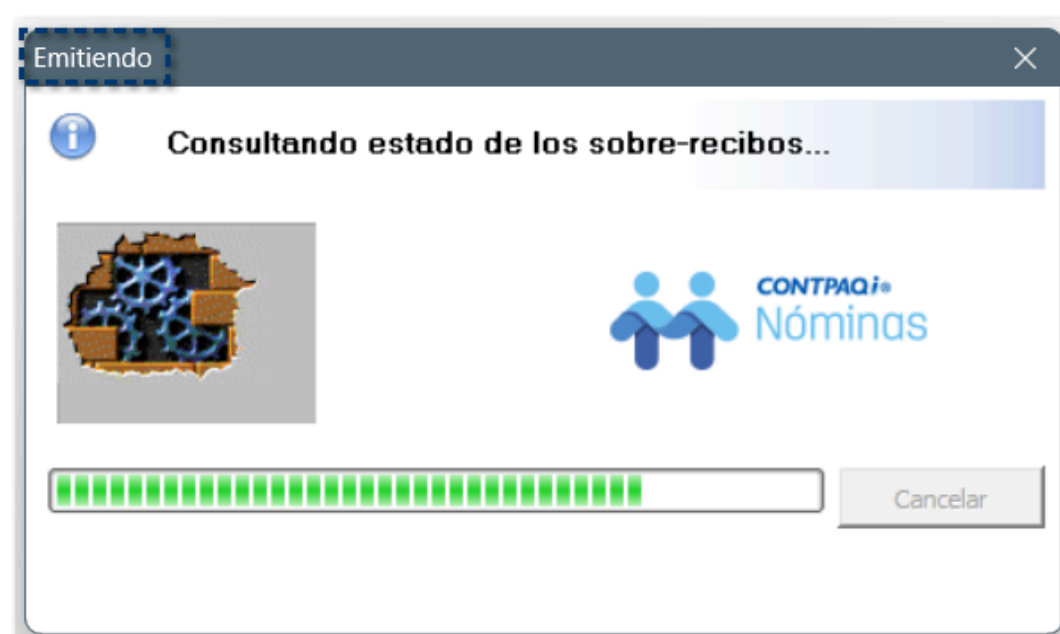 Emitiendo
Consultando estado de los sobre-recibos...
CONTPAQi®
Nóminas
Cancelar